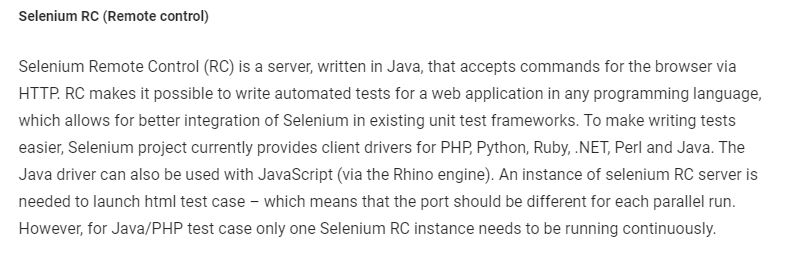 Selenium RC (Remote control)
Selenium Remote Control (RC) is a server, written in Java, that accepts commands for the browser via
HTTP. RC makes it possible to write automated tests for a web application in any programming language,
which allows for better integration of Selenium in existing unit test frameworks. To make writing tests
easier, Selenium project currently provides client drivers for PHP, Python, Ruby, .NET, Perl and Java. The
Java driver can also be used with JavaScript (via the Rhino engine). An instance of selenium RC server is
needed to launch html test case – which means that the port should be different for each parallel run.
However, for Java/PHP test case only one Selenium RC instance needs to be running continuously.